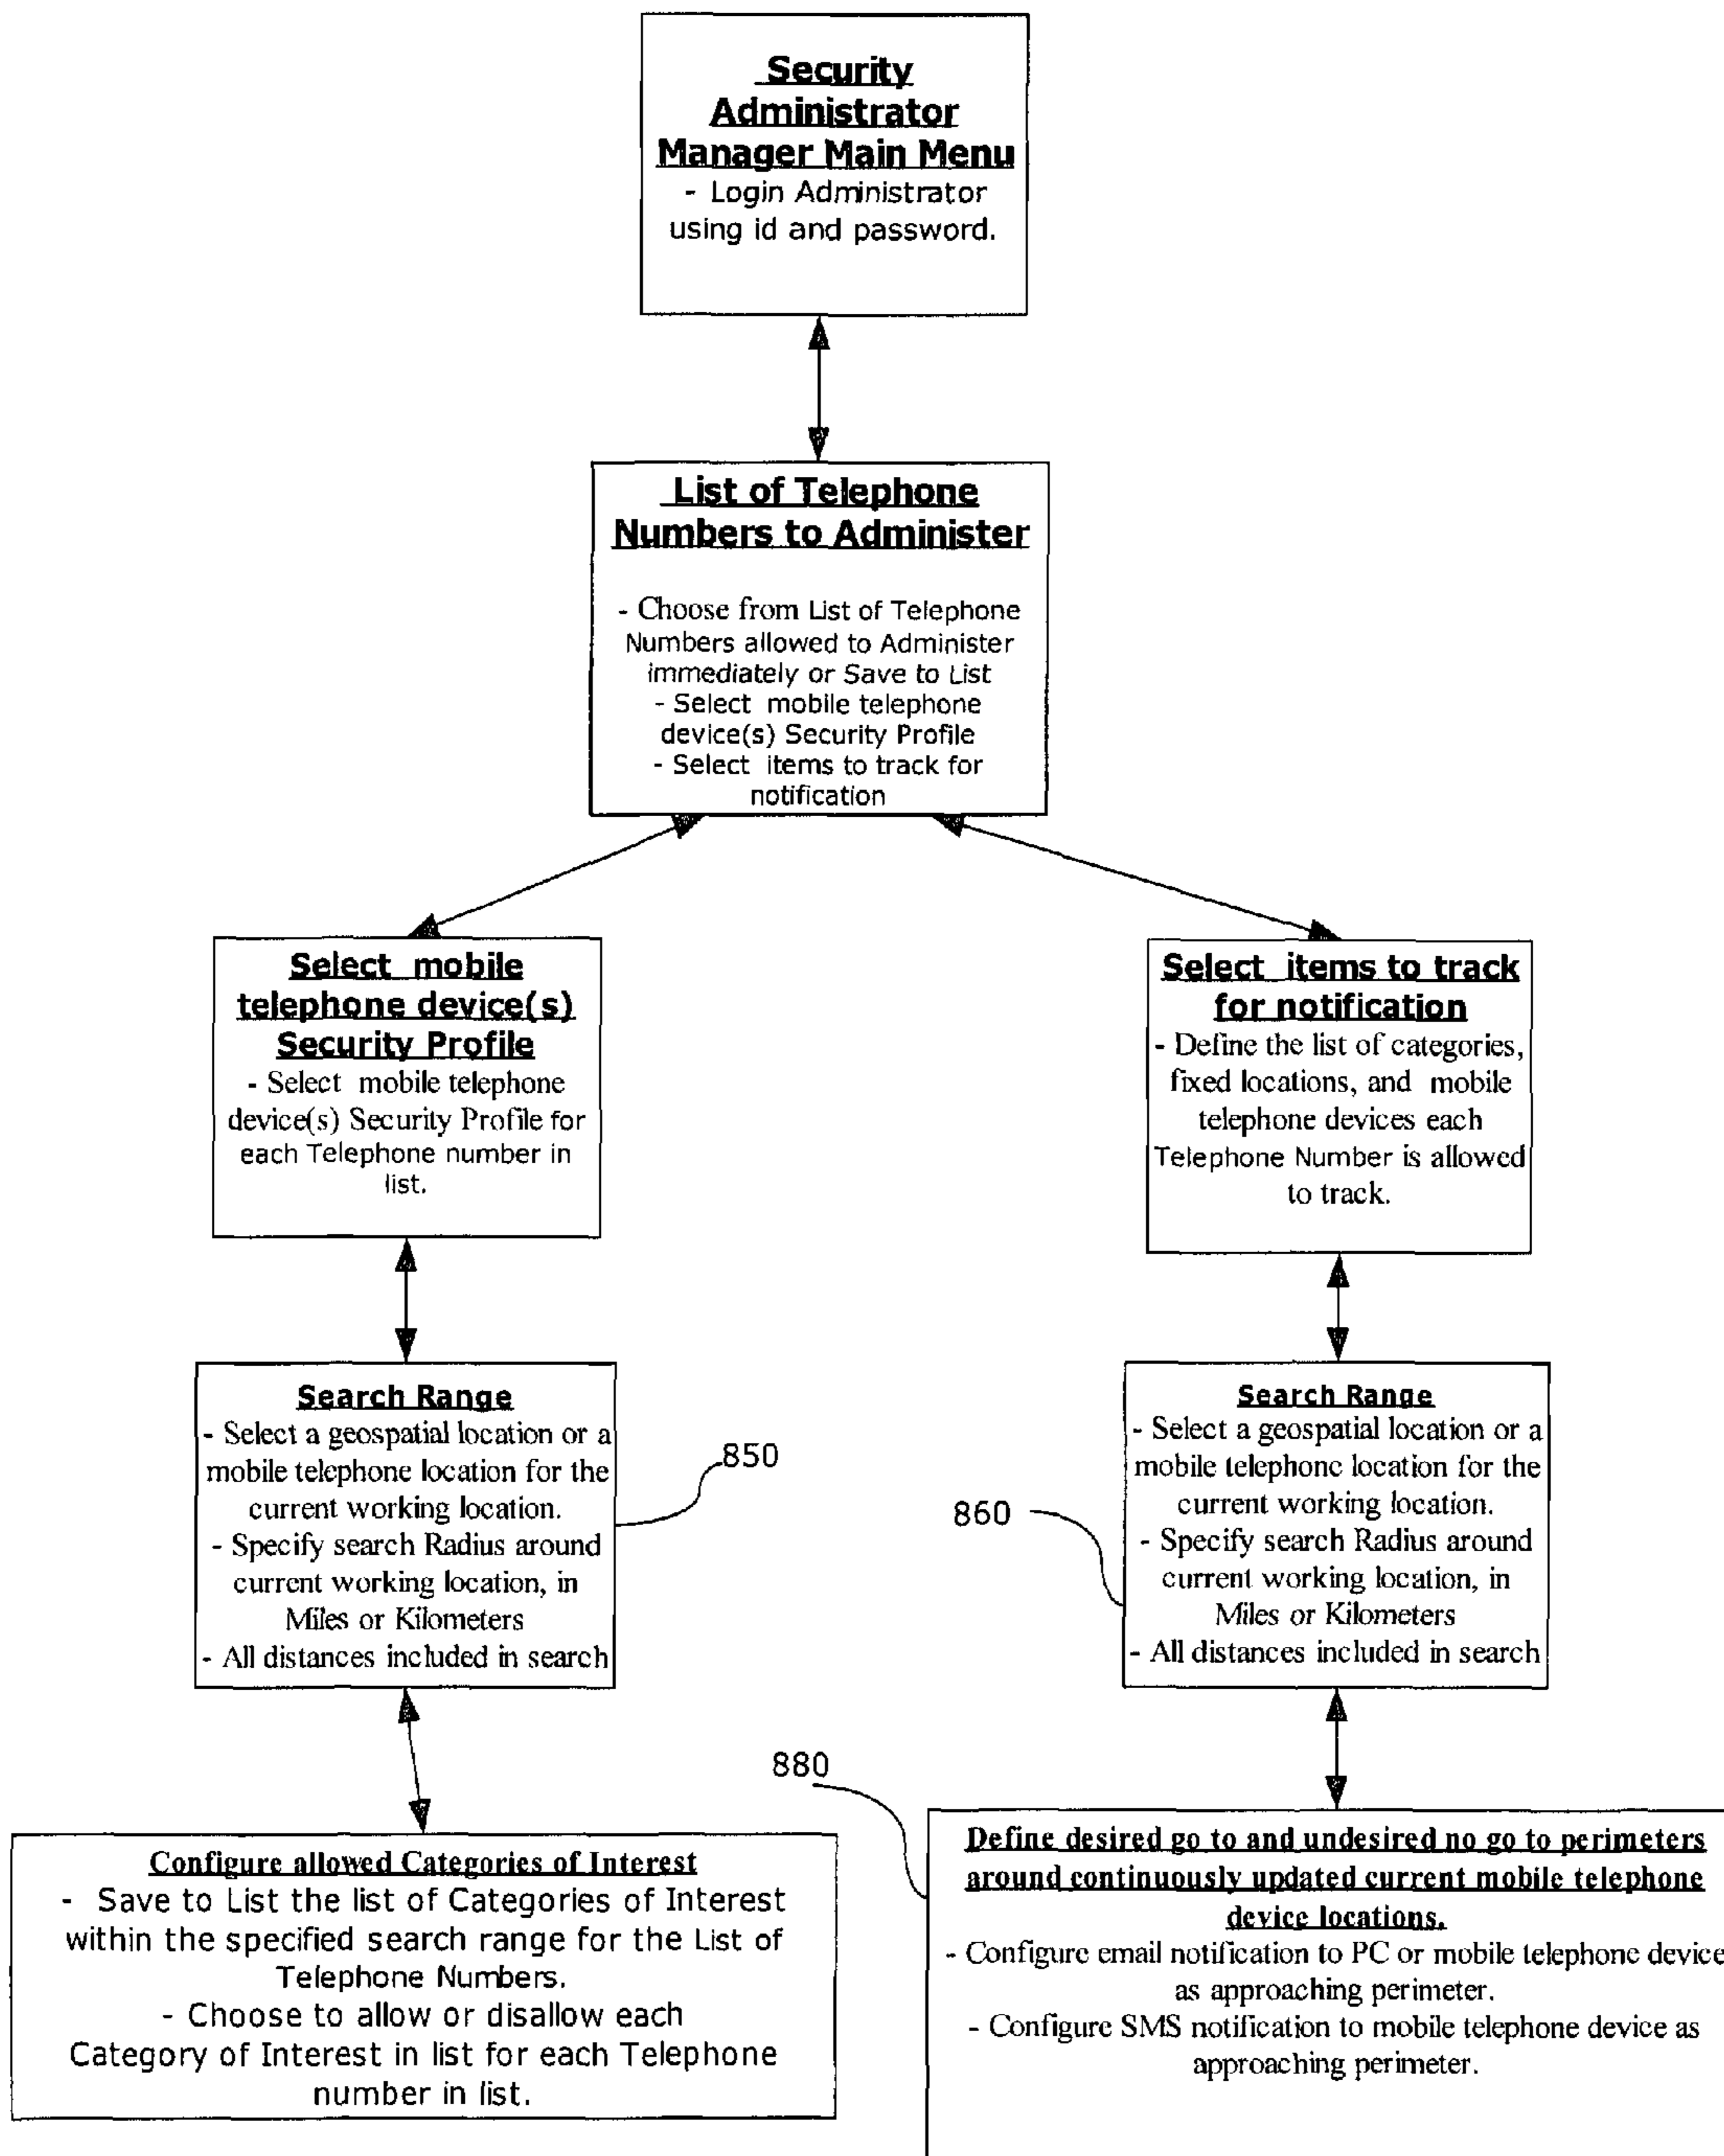 Security
Administrator
Manager Main Menu
- Login Administrator
using id and password.
List of Telephone
Numbers to Administer
- Choose from List of Telephone
Numbers allowed to Administer
immediately or Save to List
- Select mobile telephone
device(s) Security Profile
- Select items to track for
notification
Select mobile
telephone device(s)
Security Profile
- Select mobile telephone
device(s) Security Profile for
each Telephone number in
list.
Select items to track
for notification
- Define the list of categories,
fixed locations, and mobile
telephone devices each
Telephone Number is allowed
to track.
Search Range
- Select a geospatial location or a
mobile telephone location for the
current working location.
- Specify search Radius around
current working location, in
Miles or Kilometers
- All distances included in search
850
860
Search Range
- Select a geospatial location or a
mobile telephone location for the
current working location.
- Specify search Radius around
current working location, in
Miles or Kilometers
- All distances included in search
880
Configure allowed Categories of Interest
- Save to List the list of Categories of Interest
within the specified search range for the List of
Telephone Numbers.
- Choose to allow or disallow each
Category of Interest in list for each Telephone
number in list.
Define desired go to and undesired no go to perimeters
around continuously updated current mobile telephone
device locations.
- Configure email notification to PC or mobile telephone device
as approaching perimeter.
- Configure SMS notification to mobile telephone device as
approaching perimeter.